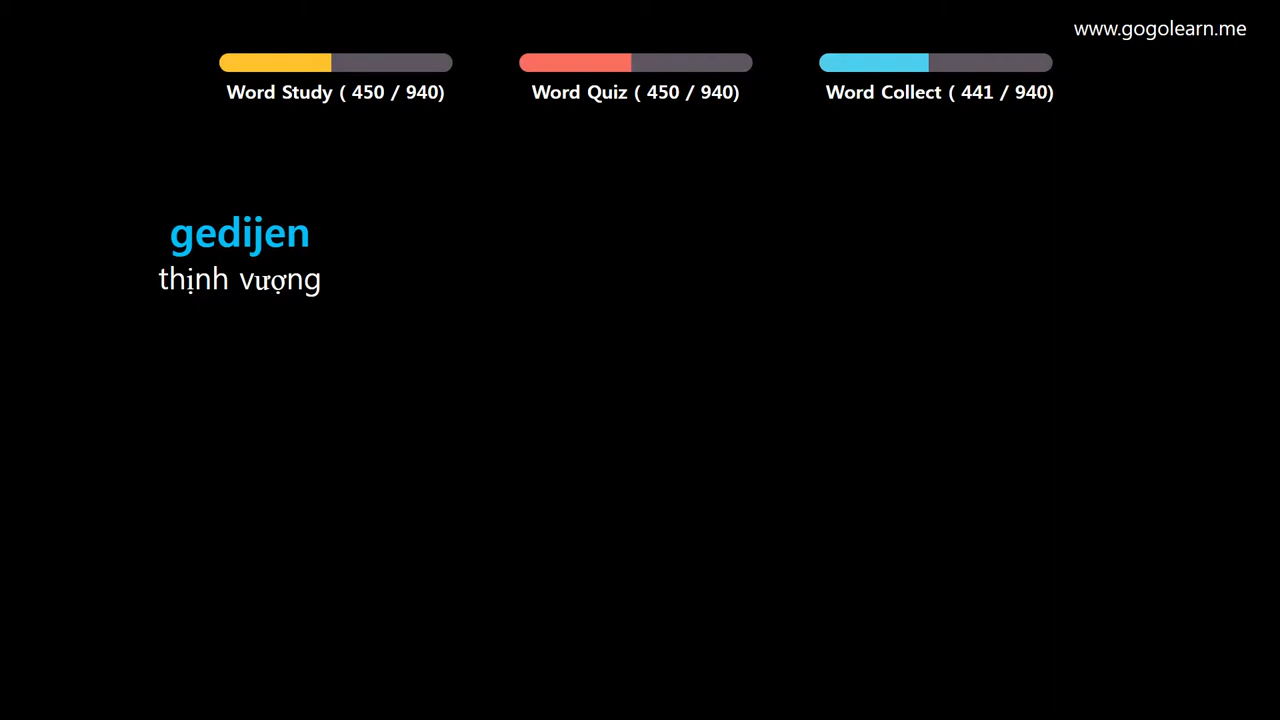 www.gogolearn.me
Word Study ( 450 / 940)
Word Quiz ( 450 / 940)
Word Collect ( 441 / 940)
gedijen
thịnh vượng